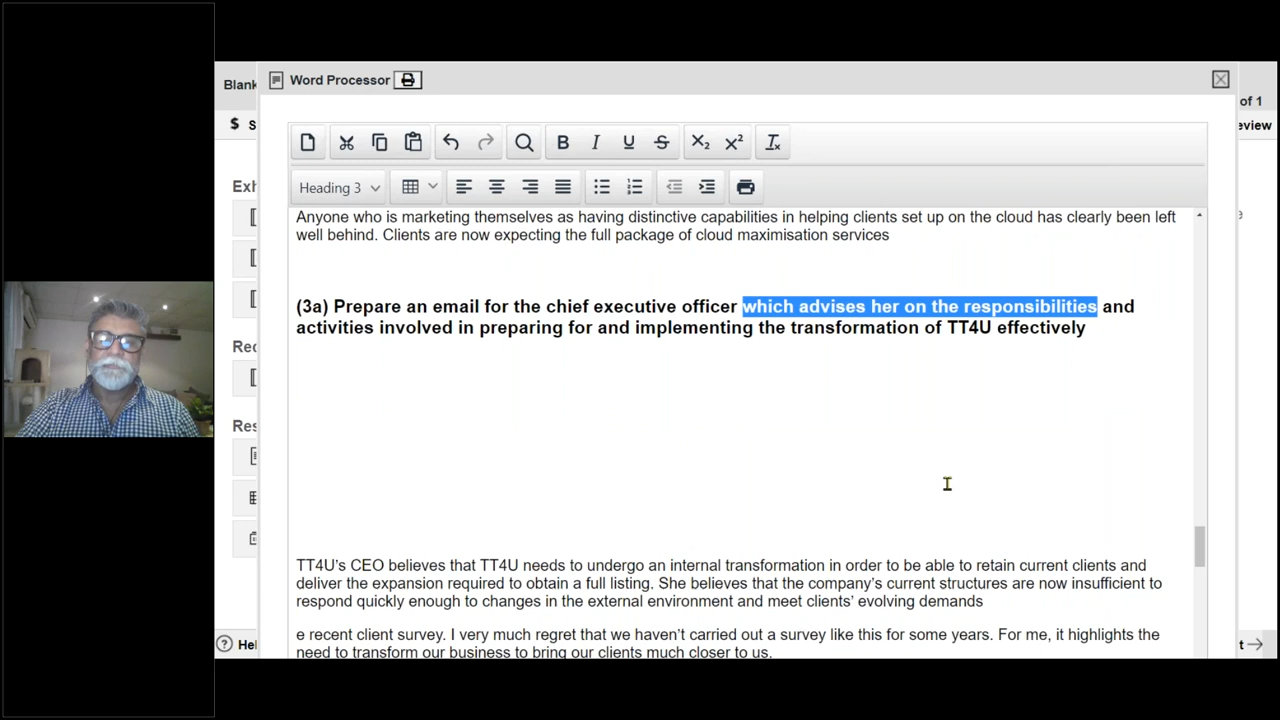 Blank
Word Processor
of 1
$ S
eview
Heading 3
Exh
Anyone who is marketing themselves as having distinctive capabilities in helping clients set up on the cloud has clearly been left
well behind. Clients are now expecting the full package of cloud maximisation services
(3a) Prepare an email for the chief executive officer which advises her on the responsibilities and
activities involved in preparing for and implementing the transformation of TT4U effectively
Rec
Res
TT4U's CEO believes that TT4U needs to undergo an internal transformation in order to be able to retain current clients and
deliver the expansion required to obtain a full listing. She believes that the company's current structures are now insufficient to
respond quickly enough to changes in the external environment and meet clients' evolving demands
e recent client survey. I very much regret that we haven't carried out a survey like this for some years. For me, it highlights the
need to transform our business to bring our clients much closer to us.
Hel
t